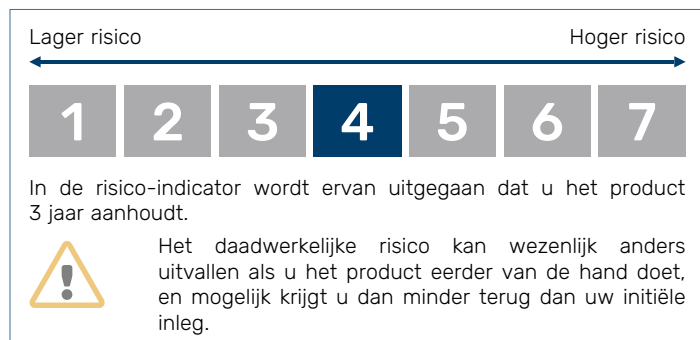 Lager risico Hoger risico
1 2 3 4 5 6 7
In de risico-indicator wordt ervan uitgegaan dat u het product
3 jaar aanhoudt.
!
Het daadwerkelijke risico kan wezenlijk anders
uitvallen als u het product eerder van de hand doet,
en mogelijk krijgt u dan minder terug dan uw initiële
inleg.